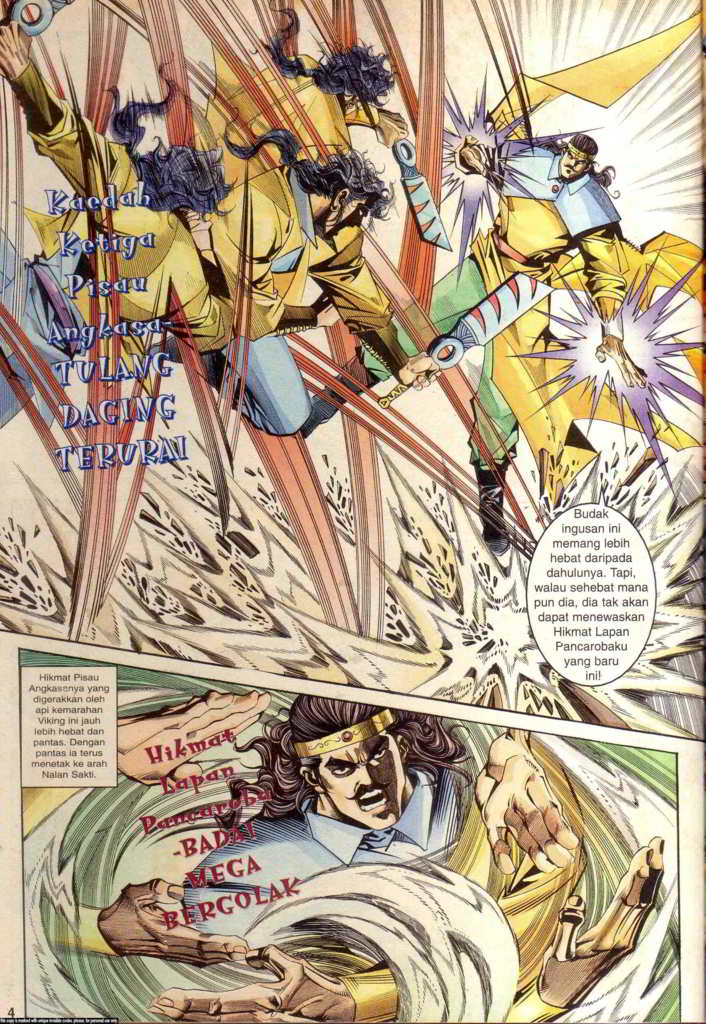 Kaedah
Ketiga
Pisau
Angkasa-
TULANG
DAGING
TERURAI
Budak
ingusan ini
memang lebih
hebat daripada
dahulunya. Tapi,
walau sehebat mana
pun dia, dia tak akan
dapat menewaskan
Hikmat Lapan
Pancarobaku
yang baru
ini!
Hikmat Pisau
Angkasanya yang
digerakkan oleh
api kemarahan
Viking ini jauh
lebih hebat dan
pantas. Dengan
pantas ia terus
menetak ke arah
Nalan Sakti.
Hikmat
Lapan
Pancaroba
-BADAI
MEGA
BERGOLAK
4